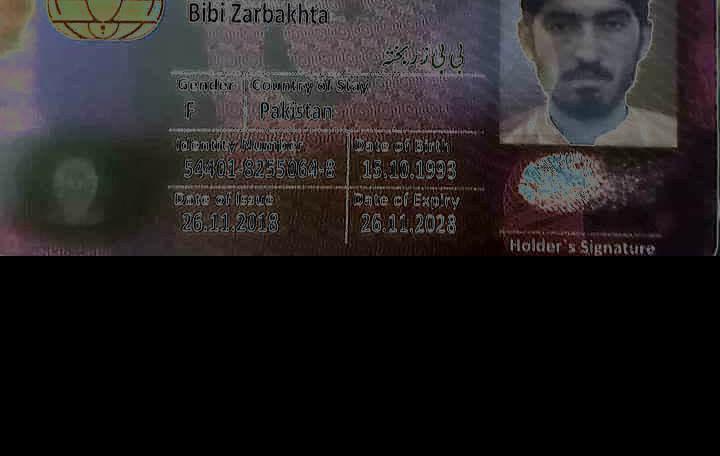 Bibi Zarbakhta
بی بی زر بختہ
Gender Country of Stay
F Pakistan
Identity Number Date of Birth
54401-8255064-8 15.10.1993
Date of Issue Date of Expiry
26.11.2018 26.11.2028
Holder's Signature